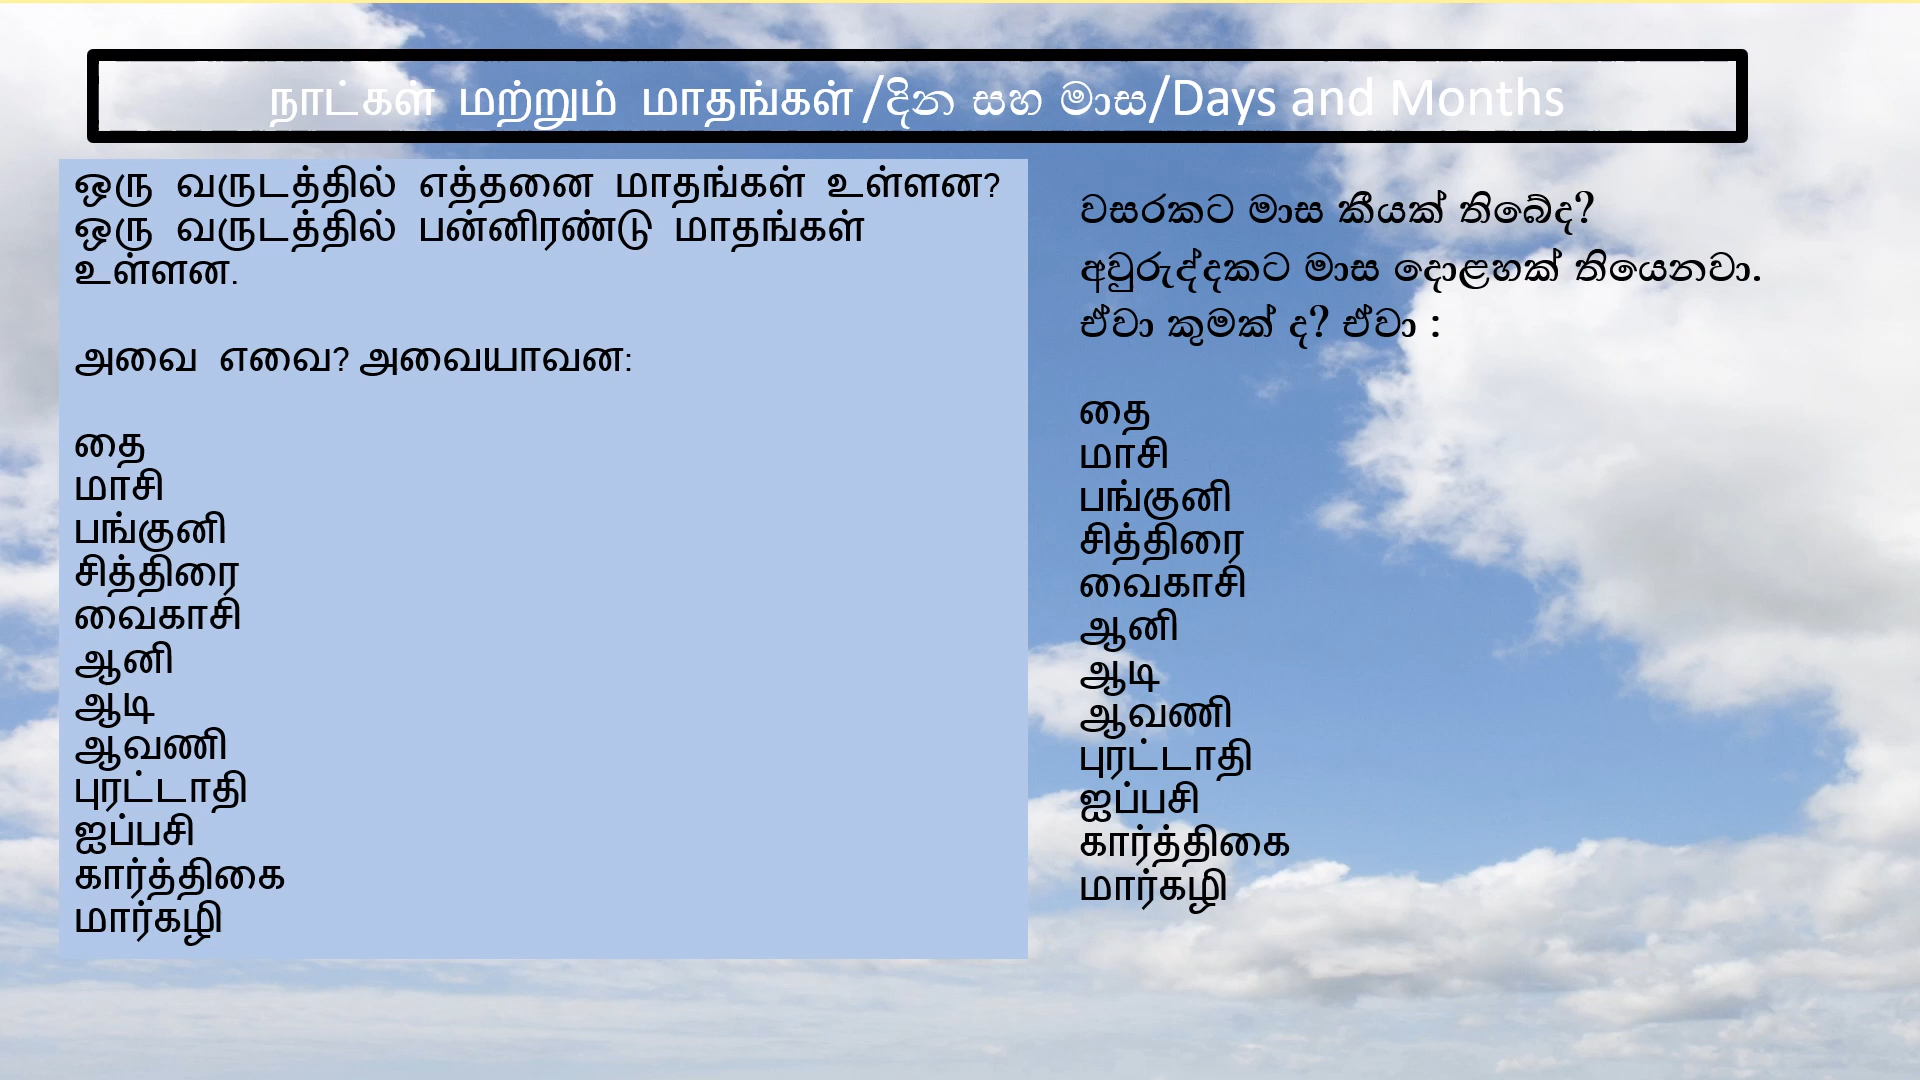 நாட்கள் மற்றும் மாதங்கள்/දින සහ මාස/Days and Months
ஒரு வருடத்தில் எத்தனை மாதங்கள் உள்ளன?
ஒரு வருடத்தில் பன்னிரண்டு மாதங்கள்
உள்ளன.
அவை எவை? அவையாவன:
தை
மாசி
பங்குனி
சித்திரை
வைகாசி
ஆனி
ஆடி
ஆவணி
புரட்டாதி
ஐப்பசி
கார்த்திகை
மார்கழி
වසරකට මාස කීයක් තිබේද?
අවුරුද්දකට මාස දොළහක් තියෙනවා.
ඒවා කුමක් ද? ඒවා :
தை
மாசி
பங்குனி
சித்திரை
வைகாசி
ஆனி
ஆடி
ஆவணி
புரட்டாதி
ஐப்பசி
கார்த்திகை
மார்கழி